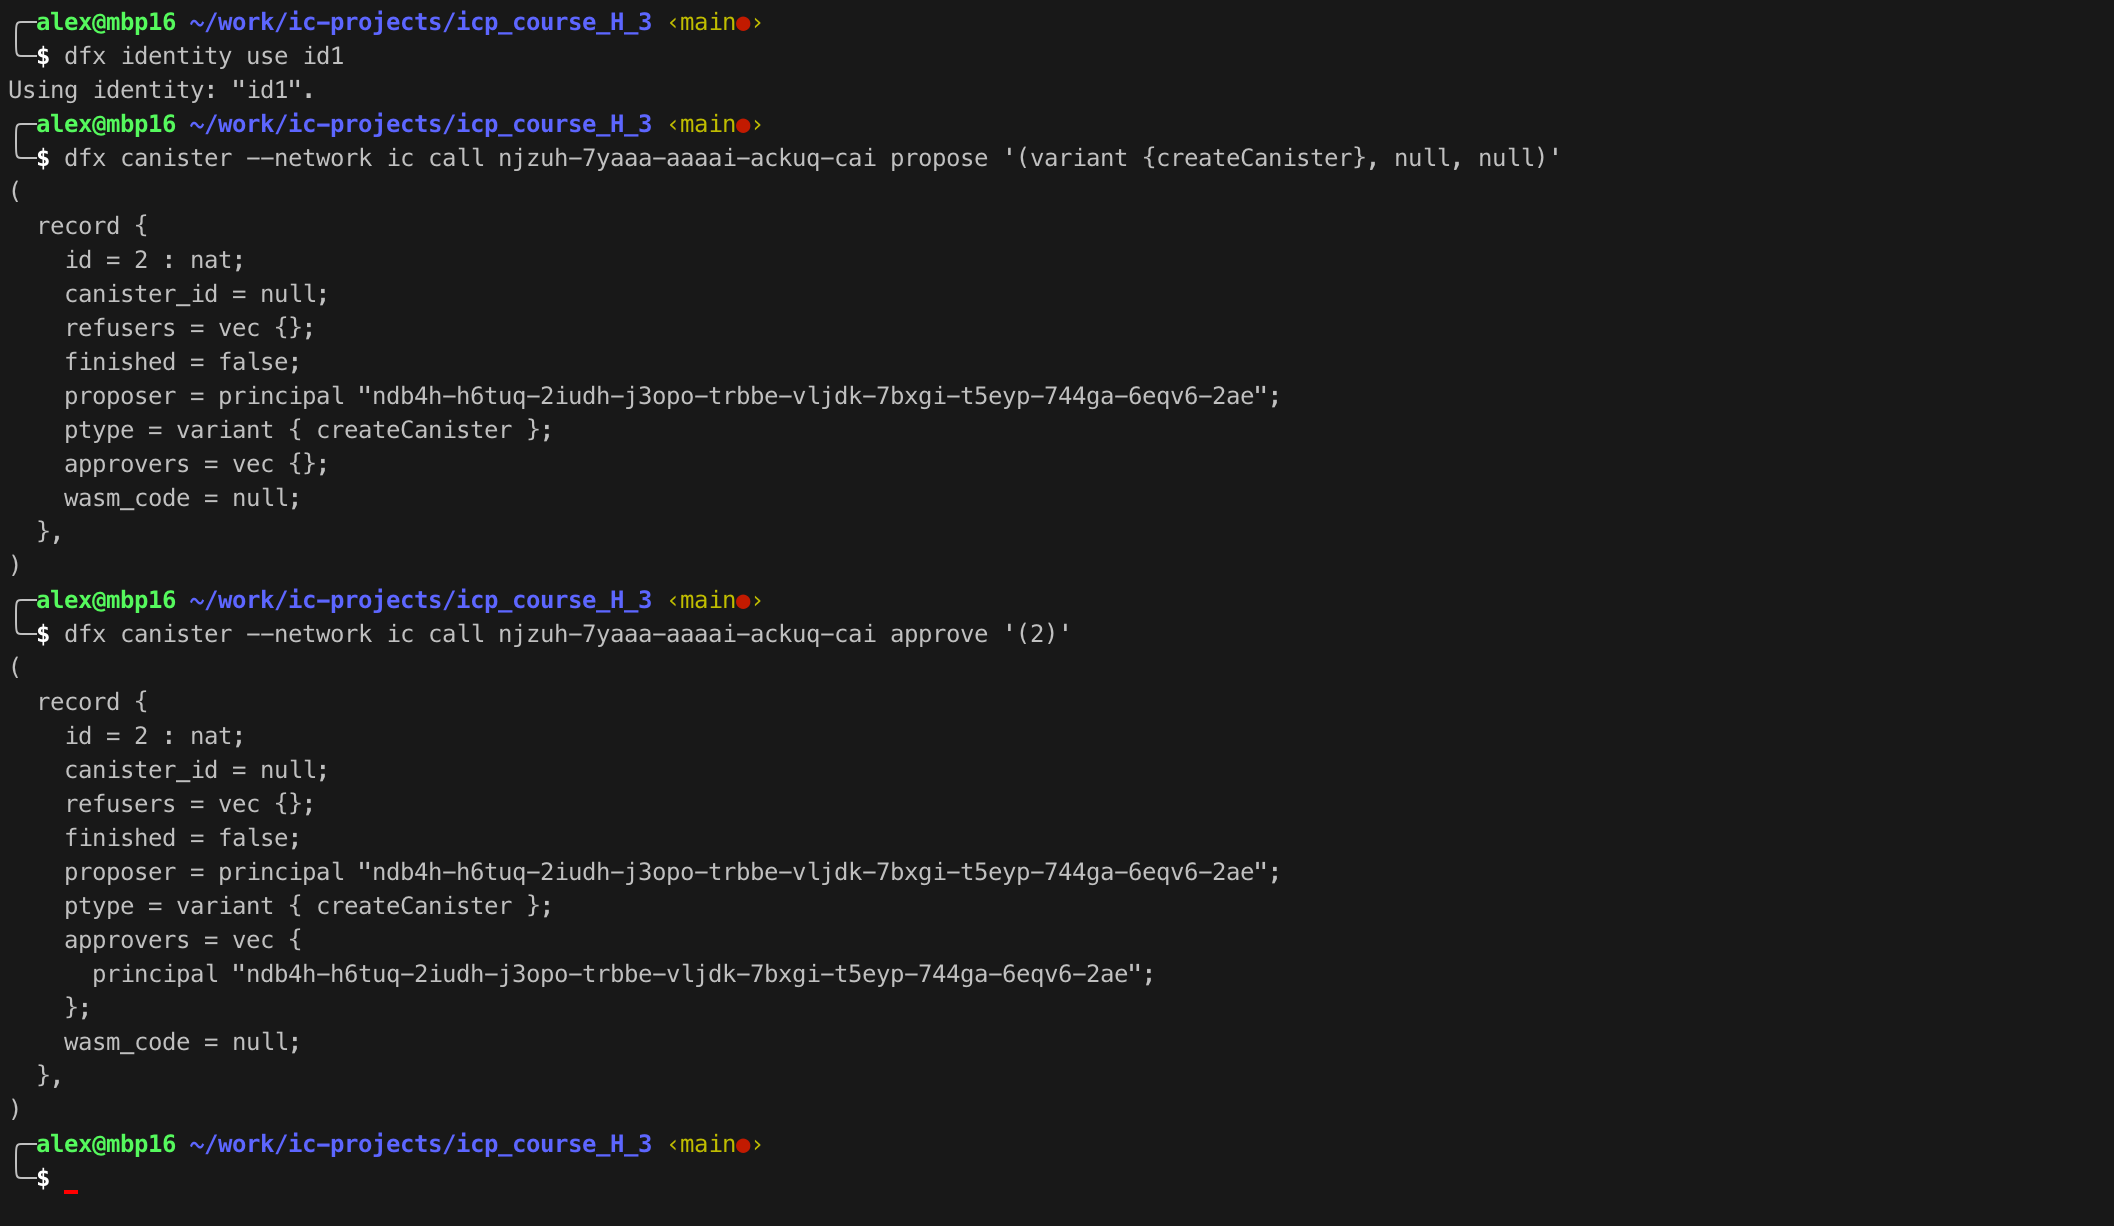 alex@mbp16 ~/work/ic-projects/icp_course_H_3 ‹main●›
$ dfx identity use id1
Using identity: "id1".
alex@mbp16 ~/work/ic-projects/icp_course_H_3 ‹main●›
$ dfx canister --network ic call njzuh-7yaaa-aaaai-ackuq-cai propose '(variant {createCanister}, null, null)'
(
  record {
    id = 2 : nat;
    canister_id = null;
    refusers = vec {};
    finished = false;
    proposer = principal "ndb4h-h6tuq-2iudh-j3opo-trbbe-vljdk-7bxgi-t5eyp-744ga-6eqv6-2ae";
    ptype = variant { createCanister };
    approvers = vec {};
    wasm_code = null;
  },
)
alex@mbp16 ~/work/ic-projects/icp_course_H_3 ‹main●›
$ dfx canister --network ic call njzuh-7yaaa-aaaai-ackuq-cai approve '(2)'
(
  record {
    id = 2 : nat;
    canister_id = null;
    refusers = vec {};
    finished = false;
    proposer = principal "ndb4h-h6tuq-2iudh-j3opo-trbbe-vljdk-7bxgi-t5eyp-744ga-6eqv6-2ae";
    ptype = variant { createCanister };
    approvers = vec {
      principal "ndb4h-h6tuq-2iudh-j3opo-trbbe-vljdk-7bxgi-t5eyp-744ga-6eqv6-2ae";
    };
    wasm_code = null;
  },
)
alex@mbp16 ~/work/ic-projects/icp_course_H_3 ‹main●›
$